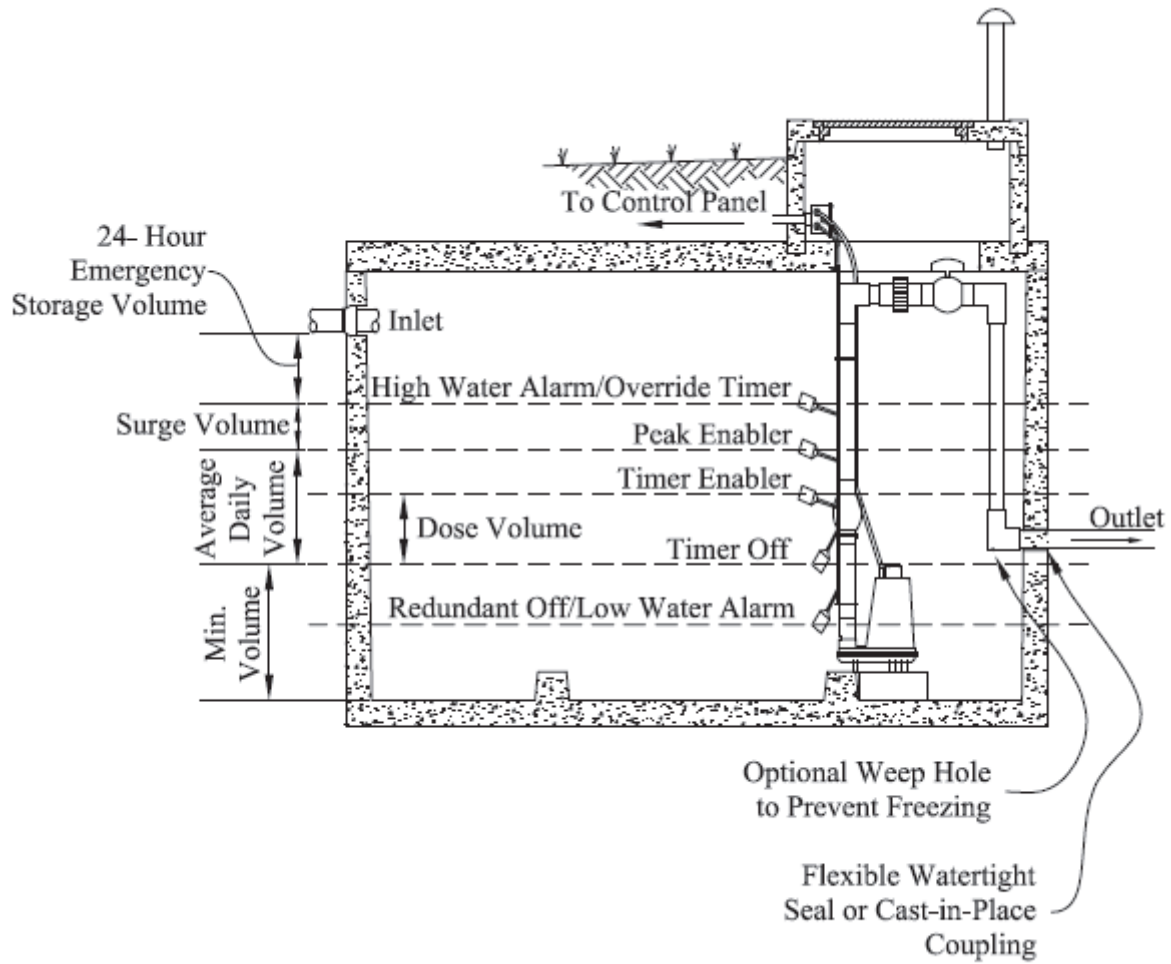 To Control Panel
24- Hour
Emergency
Storage Volume
Inlet
High Water Alarm/Override Timer
Surge Volume
Peak Enabler
Average
Daily
Volume
Timer Enabler
Dose Volume
Outlet
Timer Off
Min.
Volume
Redundant Off/Low Water Alarm
Optional Weep Hole
to Prevent Freezing
Flexible Watertight
Seal or Cast-in-Place
Coupling